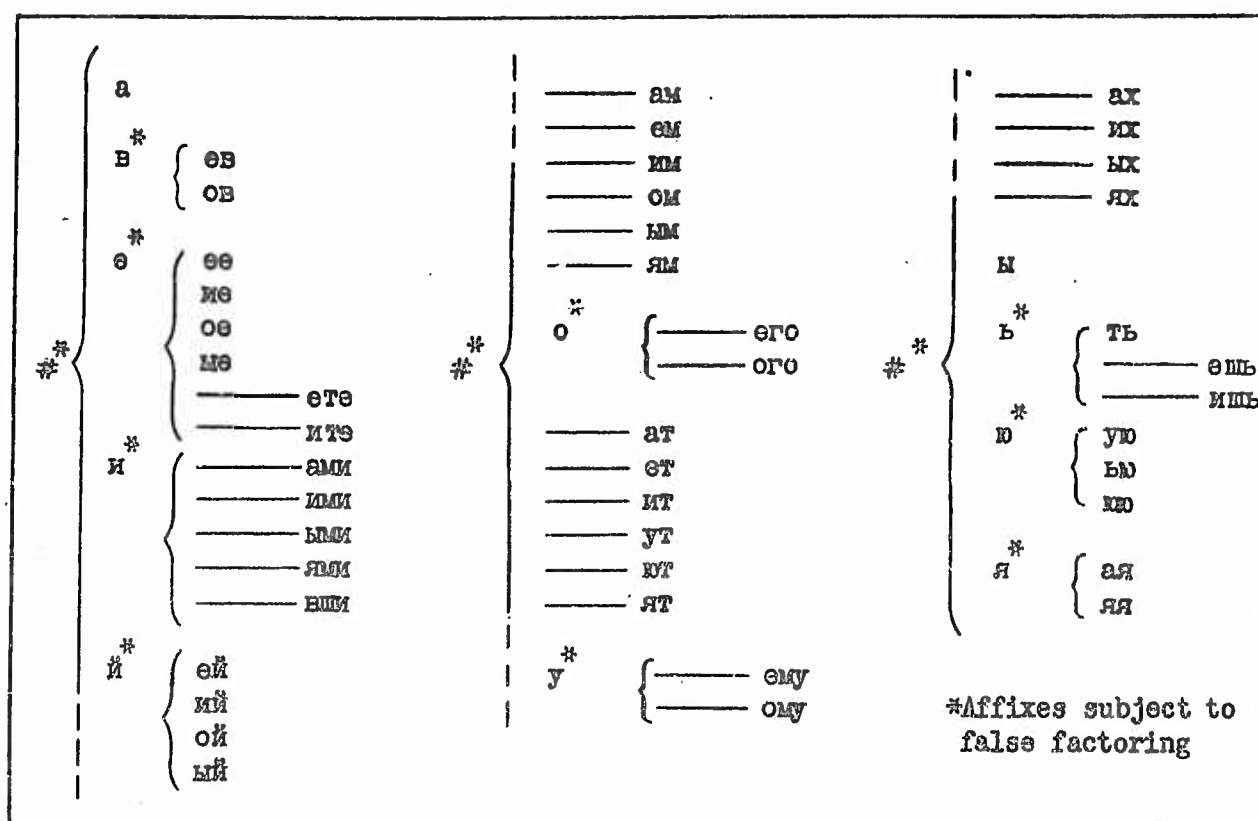 #*
а
в*
ев
ов
е*
ее
ие
ое
ые
ете
ите
и*
ами
ими
ыми
ями
вши
й*
ей
ий
ой
ый
#*
ам
ем
им
ом
ым
ям
о*
его
ого
ат
ет
ит
ут
ют
ят
у*
ему
ому
#*
ах
их
ых
ях
ы
ь*
ть
ешь
ишь
ю*
ую
ью
юю
я*
ая
яя
*Affixes subject to
false factoring